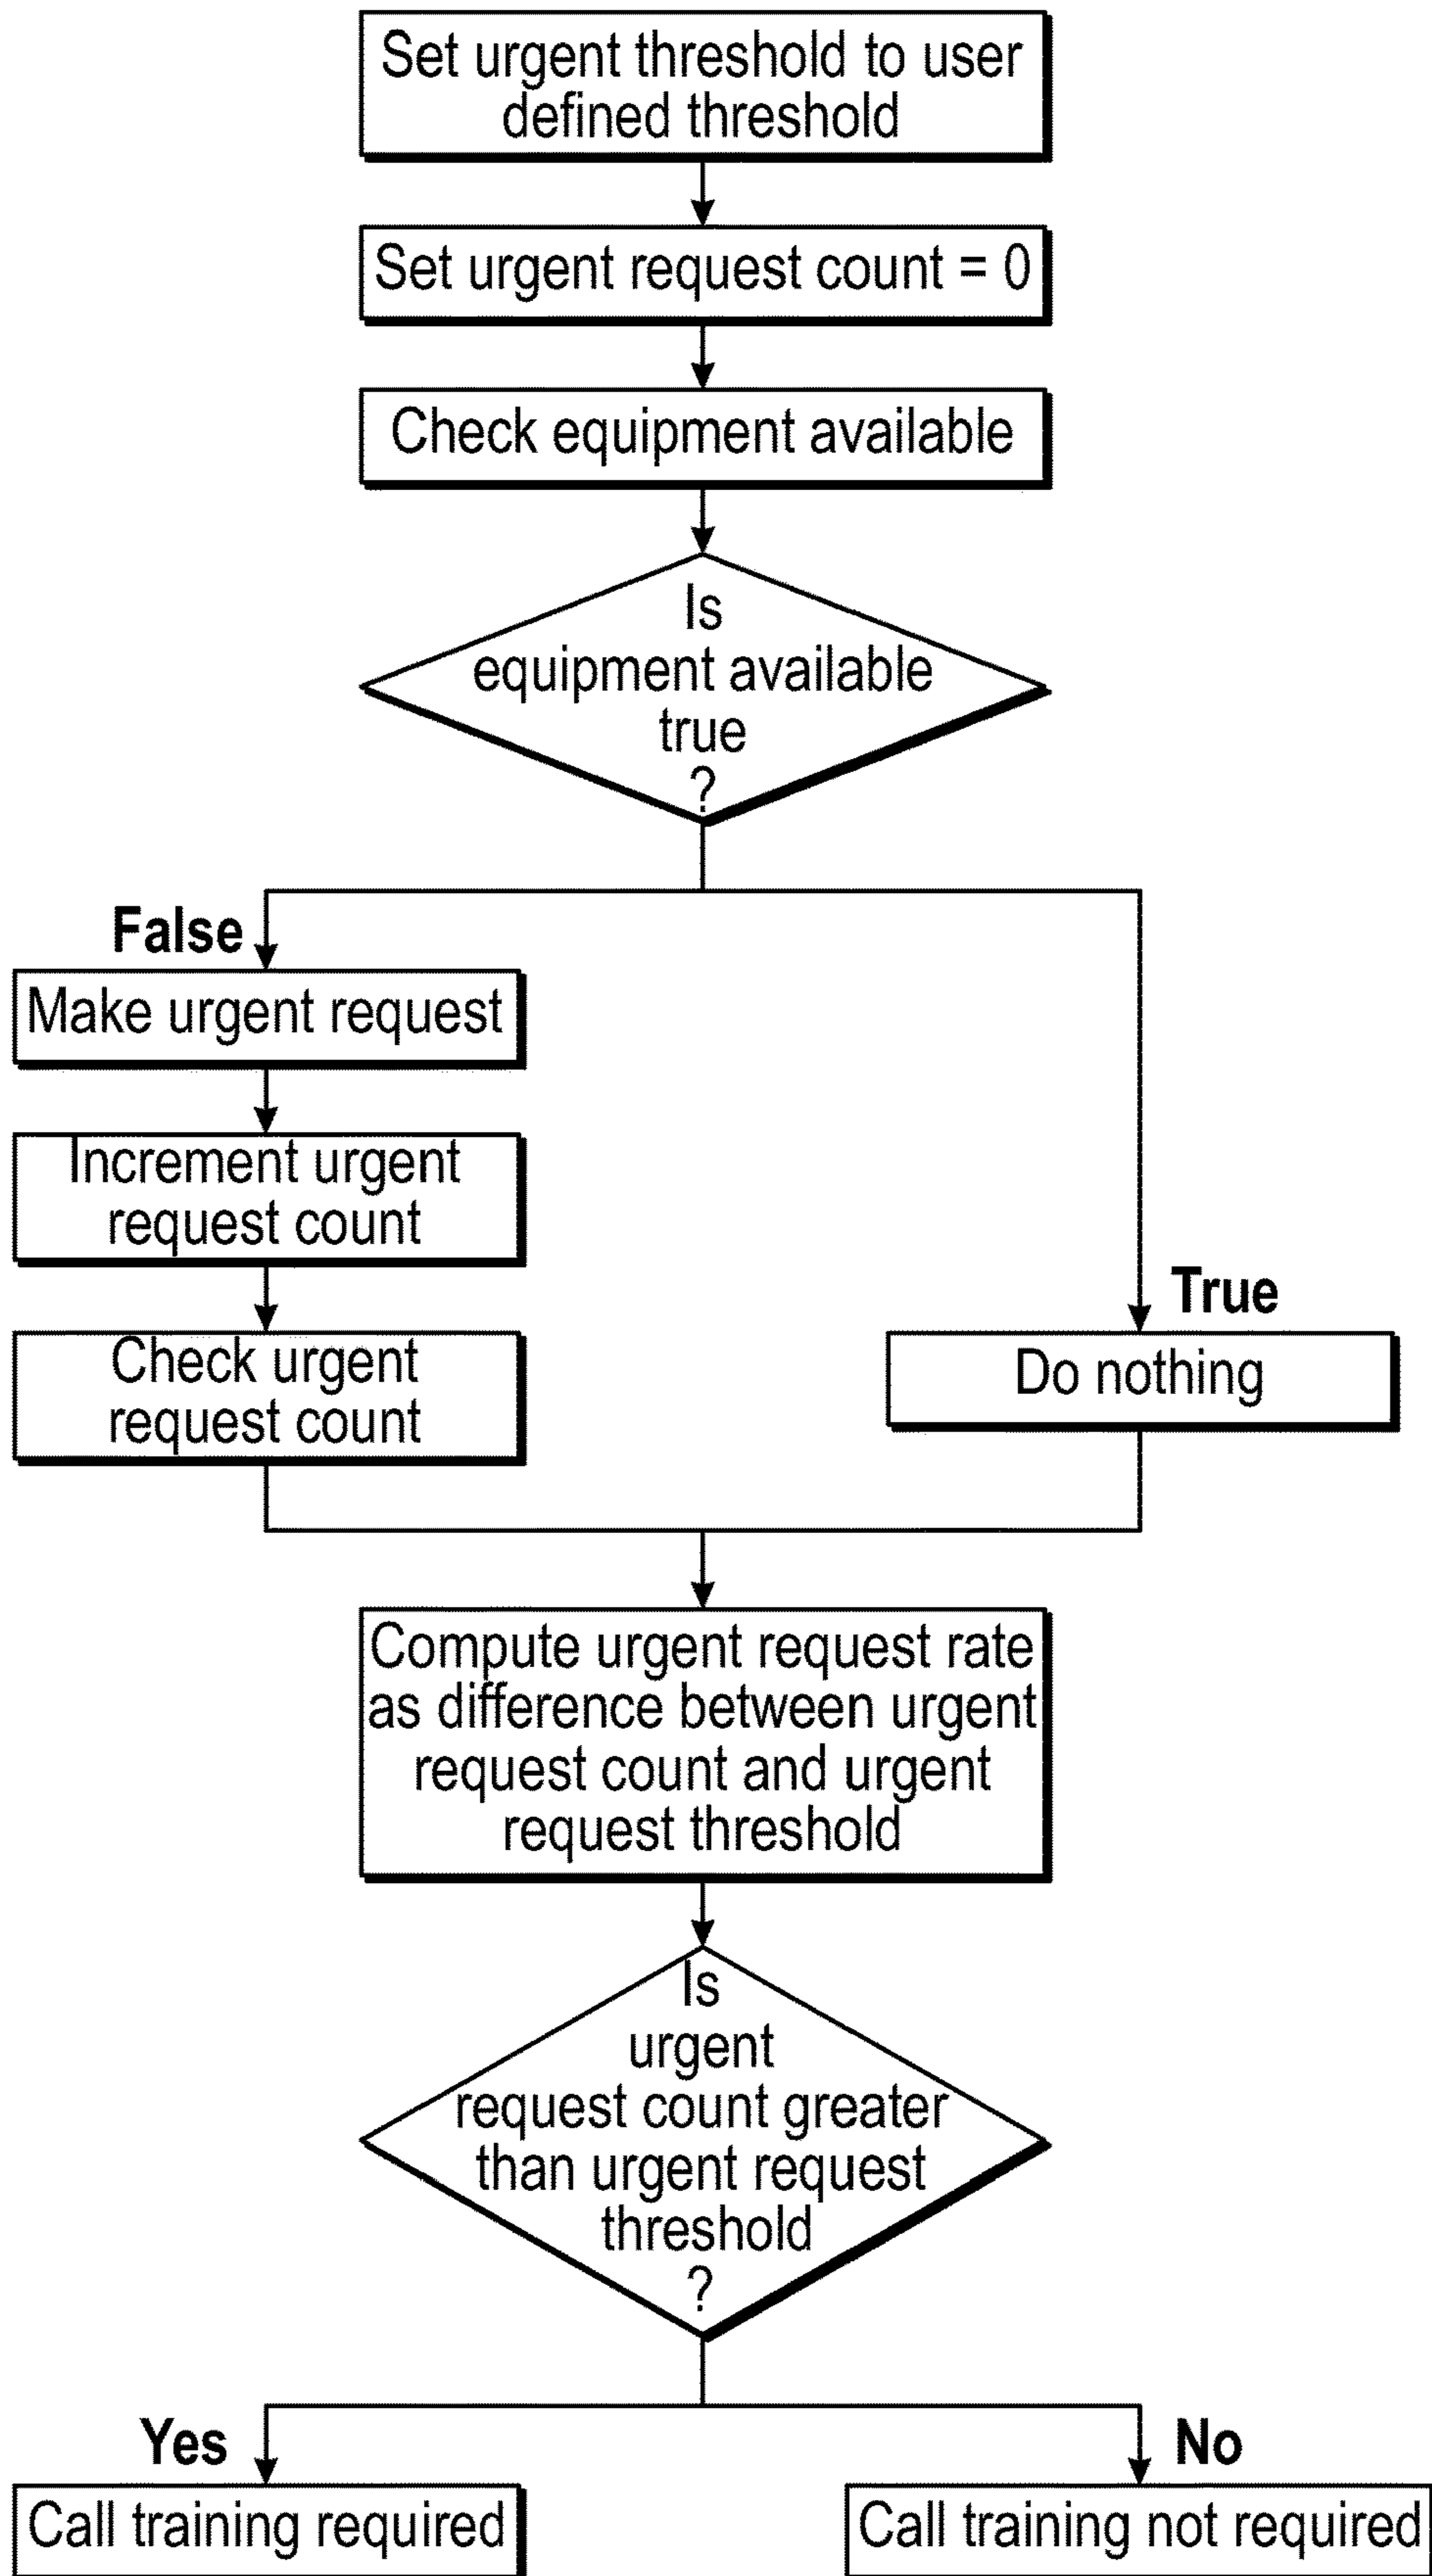 Set urgent threshold to user
defined threshold
Set urgent request count = 0
Check equipment available
Is
equipment available
true
?
False
Make urgent request
Increment urgent
request count
Check urgent
request count
True
Do nothing
Compute urgent request rate
as difference between urgent
request count and urgent
request threshold
Is
urgent
request count greater
than urgent request
threshold
?
Yes
No
Call training required
Call training not required